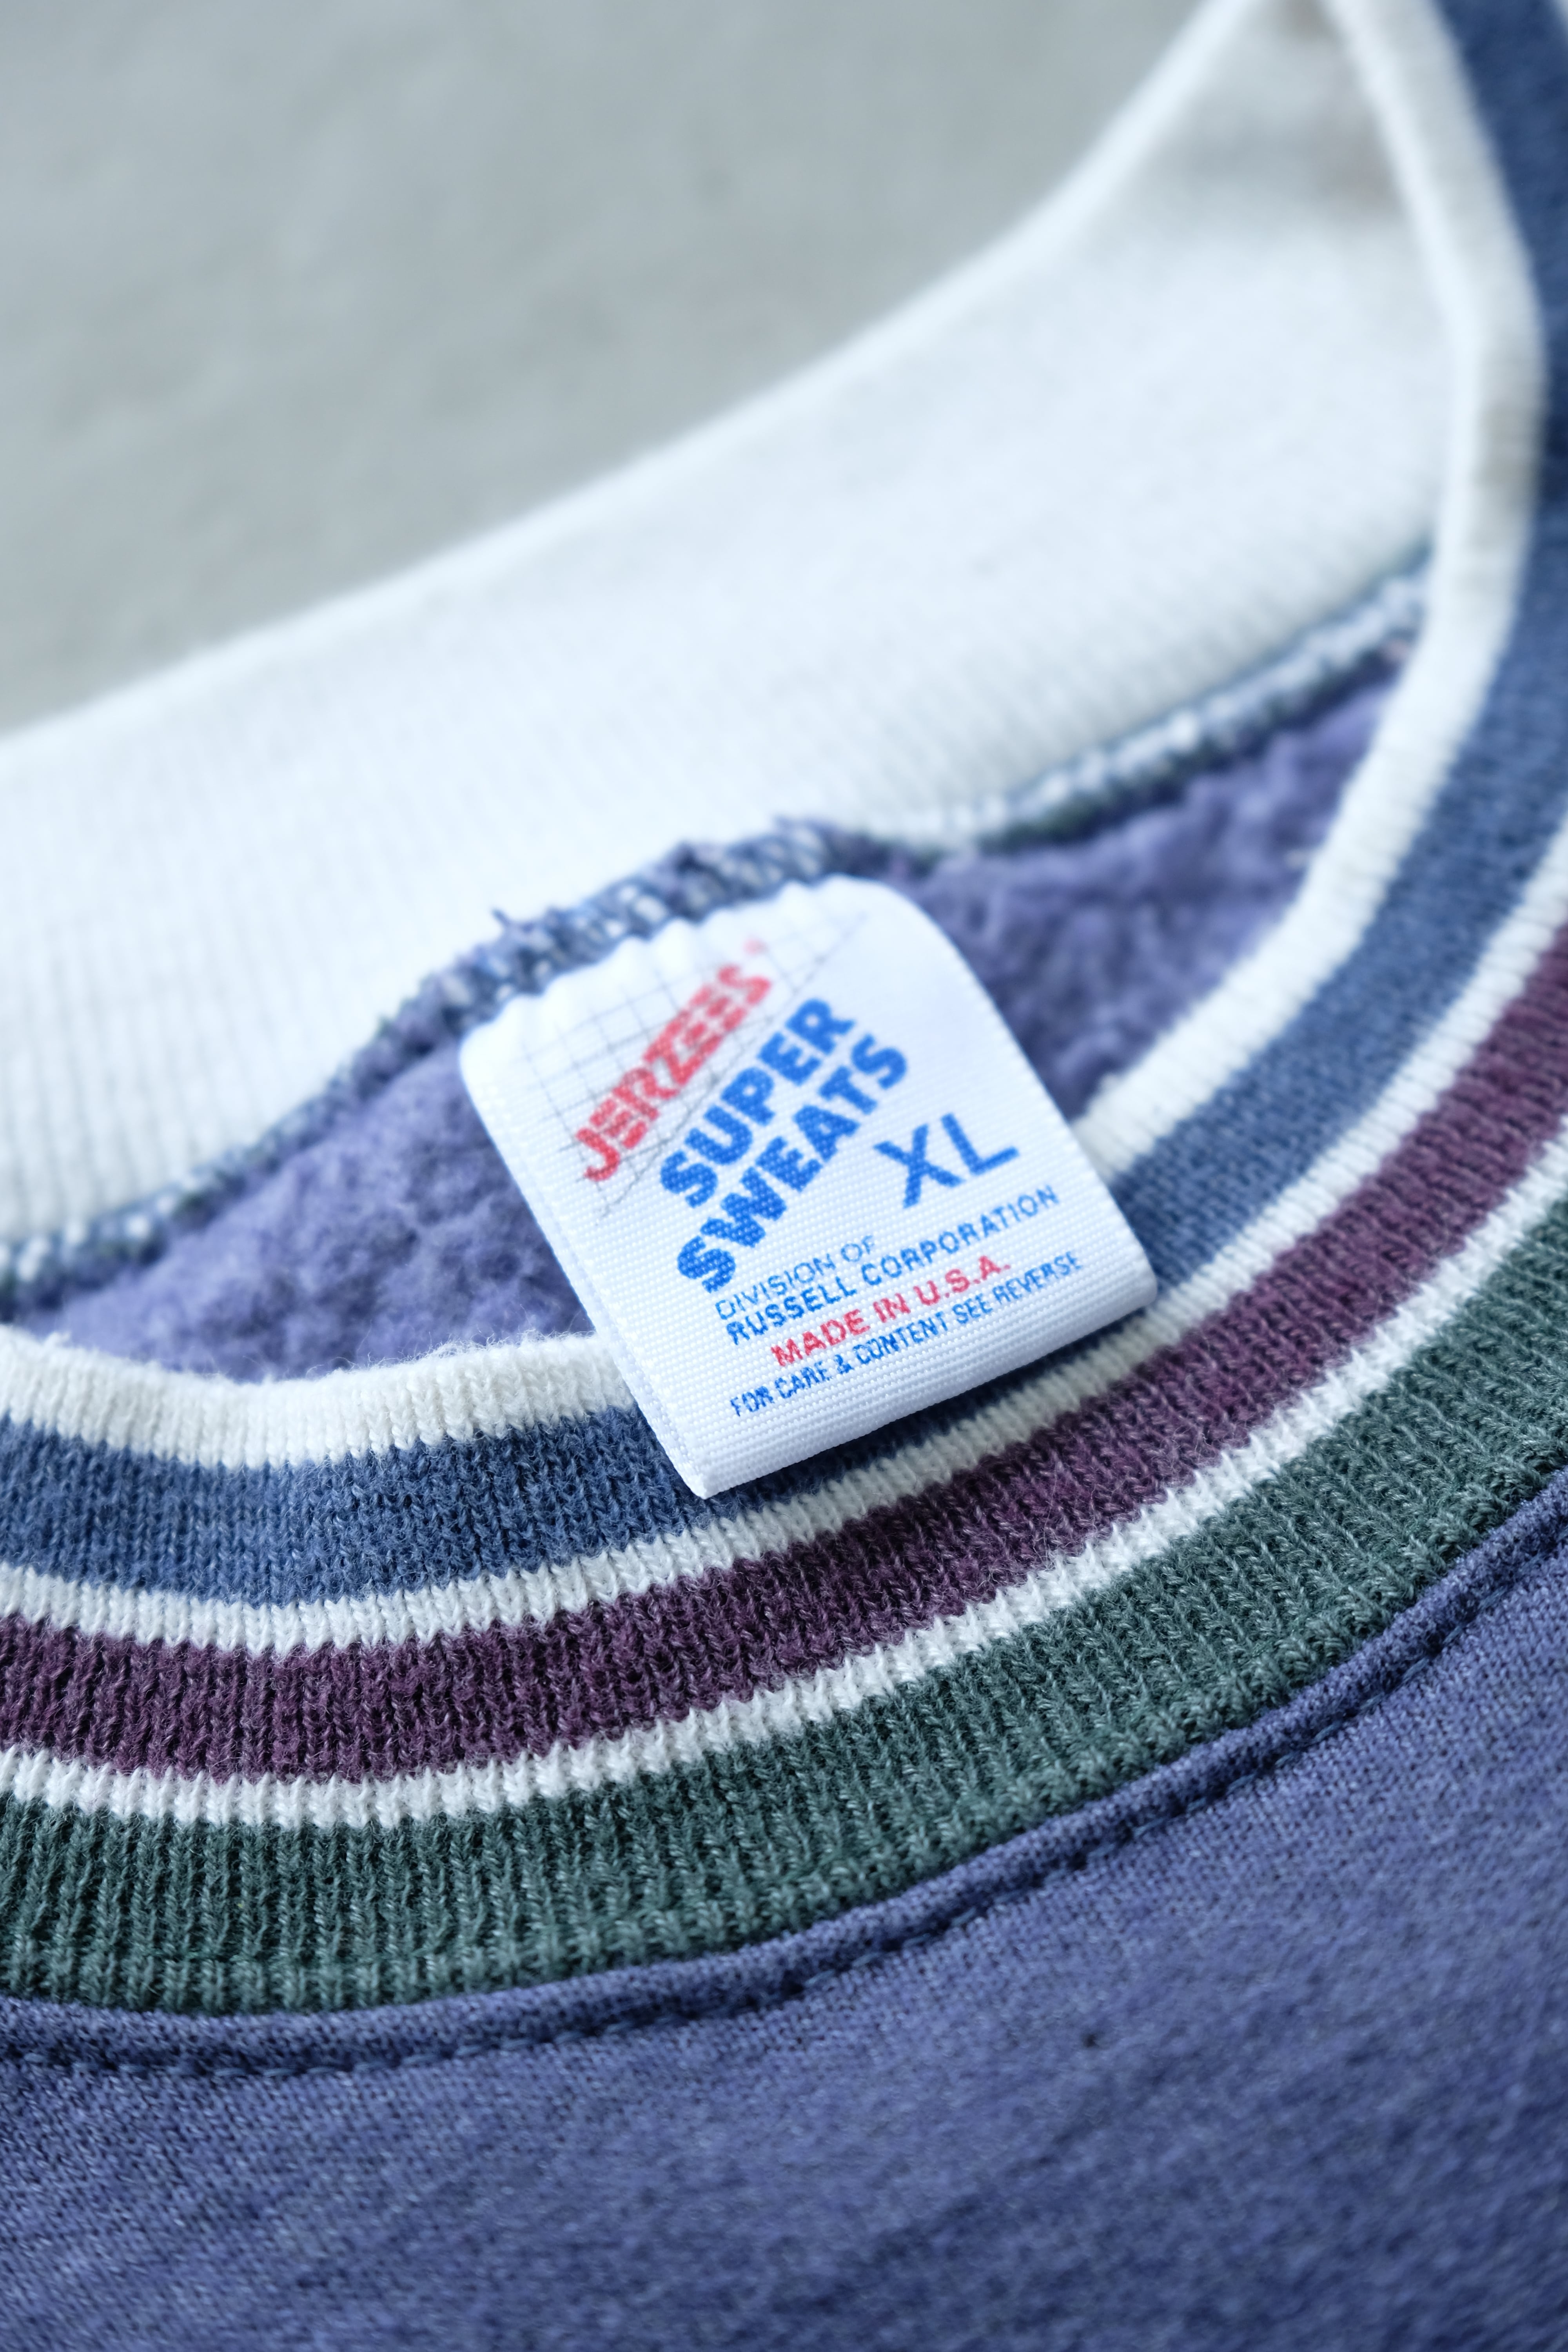 JERZEES®
SUPER
SWEATS
XL
DIVISION OF
RUSSELL CORPORATION
MADE IN U.S.A.
FOR CARE & CONTENT SEE REVERSE